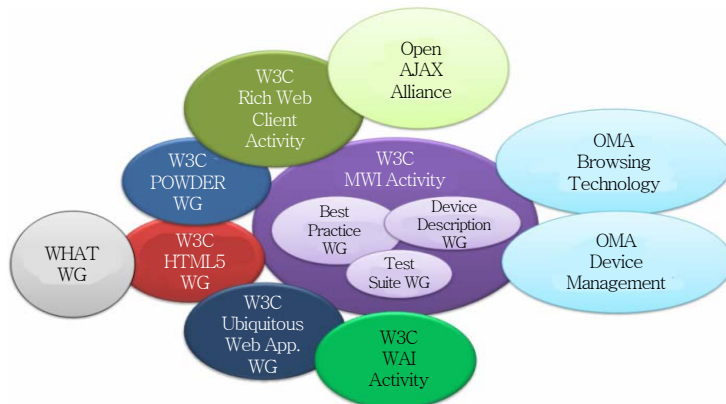 Open
AJAX
Alliance
W3C
Rich Web
Client
Activity
W3C
POWDER
WG
W3C
MWI Activity
OMA
Browsing
Technology
Best
Practice
WG
Device
Description
WG
Test
Suite WG
WHAT
WG
W3C
HTML5
WG
OMA
Device
Management
W3C
Ubiquitous
Web App.
WG
W3C
WAI
Activity